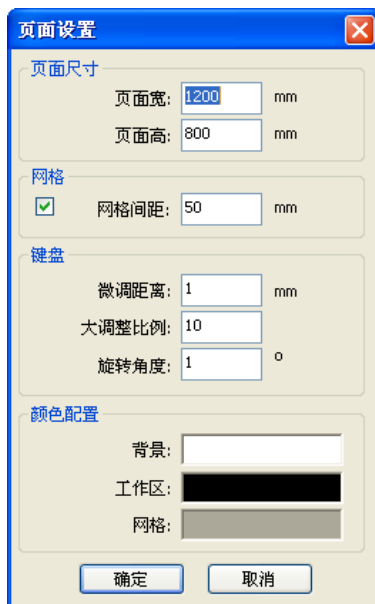 页面设置
页面尺寸
页面宽: 1200 mm
页面高: 800 mm
网格
网格间距: 50 mm
键盘
微调距离: 1 mm
大调整比例: 10
旋转角度: 1 o
颜色配置
背景:
工作区:
网格:
确定 取消